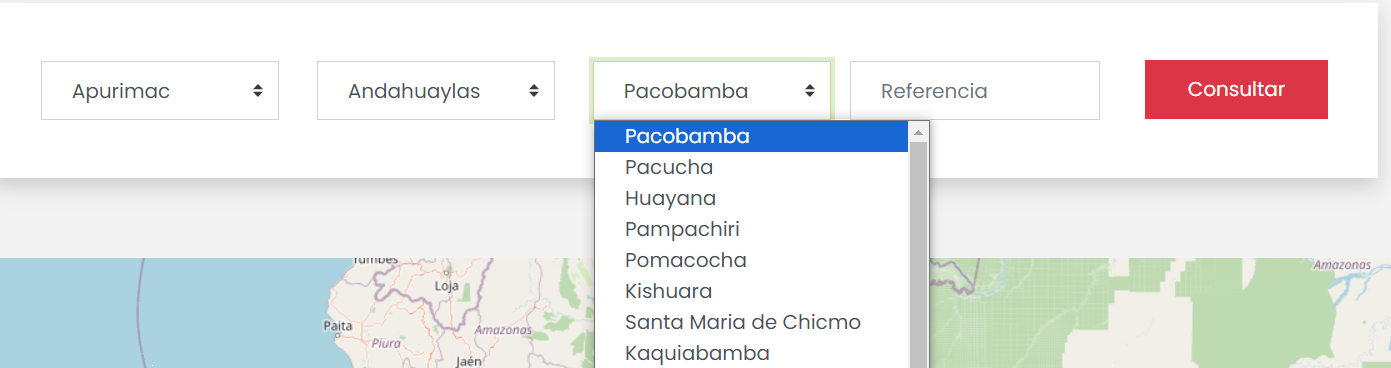 Apurimac
Andahuaylas
Pacobamba
Referencia
Consultar
Pacobamba
Pacucha
Huayana
Pampachiri
Pomacocha
Kishuara
Santa Maria de Chicmo
Kaquiabamba
Tumbes
Loja
Paita
Piura
Amazonas
Jaén
Amazonas